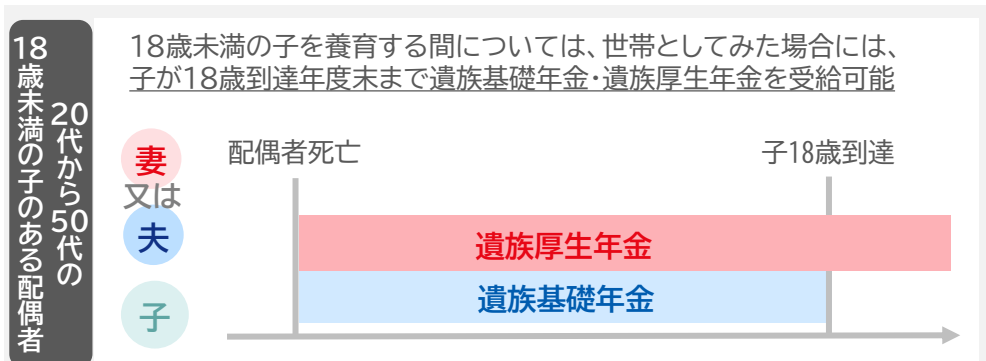 20代から50代の
18歳未満の子のある配偶者
18歳未満の子を養育する間については、世帯としてみた場合には、
子が18歳到達年度末まで遺族基礎年金・遺族厚生年金を受給可能
妻
又は
夫
子
配偶者死亡
子18歳到達
遺族厚生年金
遺族基礎年金